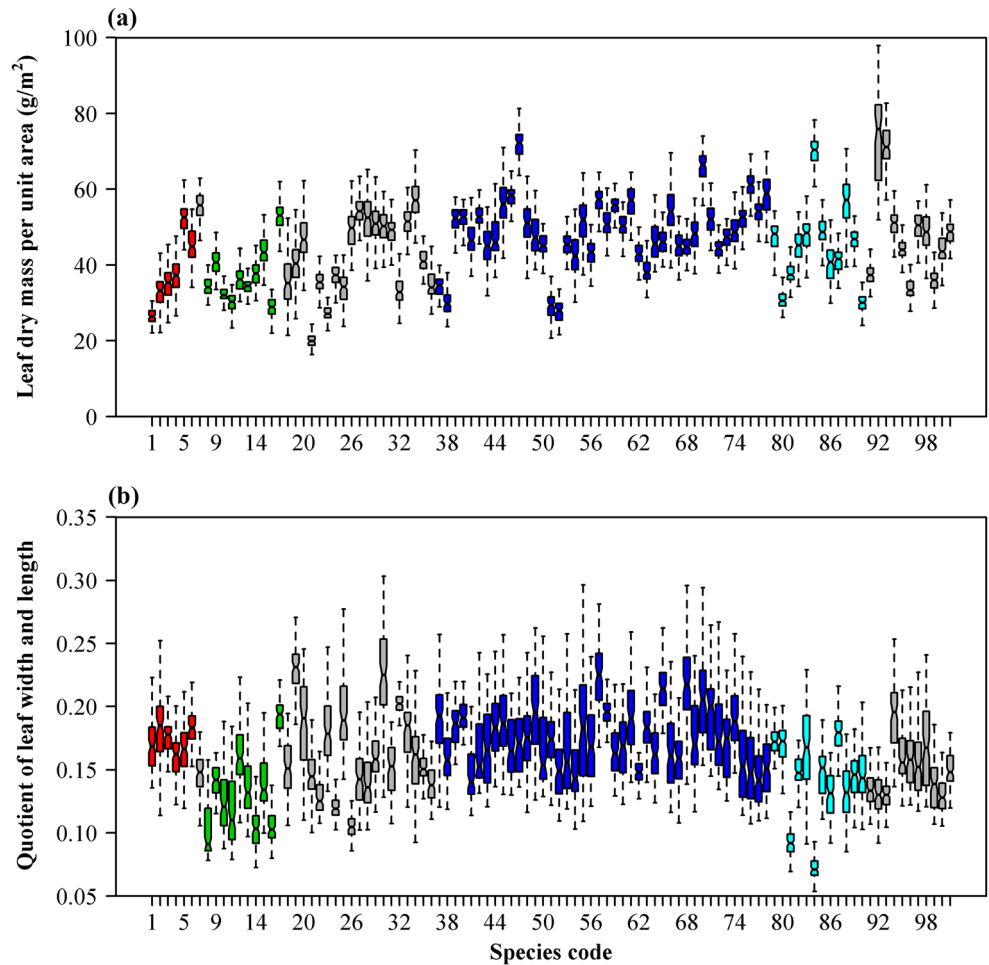 (a)
Leaf dry mass per unit area (g/m²)
100
80
60
40
20
0
1 5 9 14 20 26 32 38 44 50 56 62 68 74 80 86 92 98
(b)
Quotient of leaf width and length
0.35
0.30
0.25
0.20
0.15
0.10
0.05
1 5 9 14 20 26 32 38 44 50 56 62 68 74 80 86 92 98
Species code